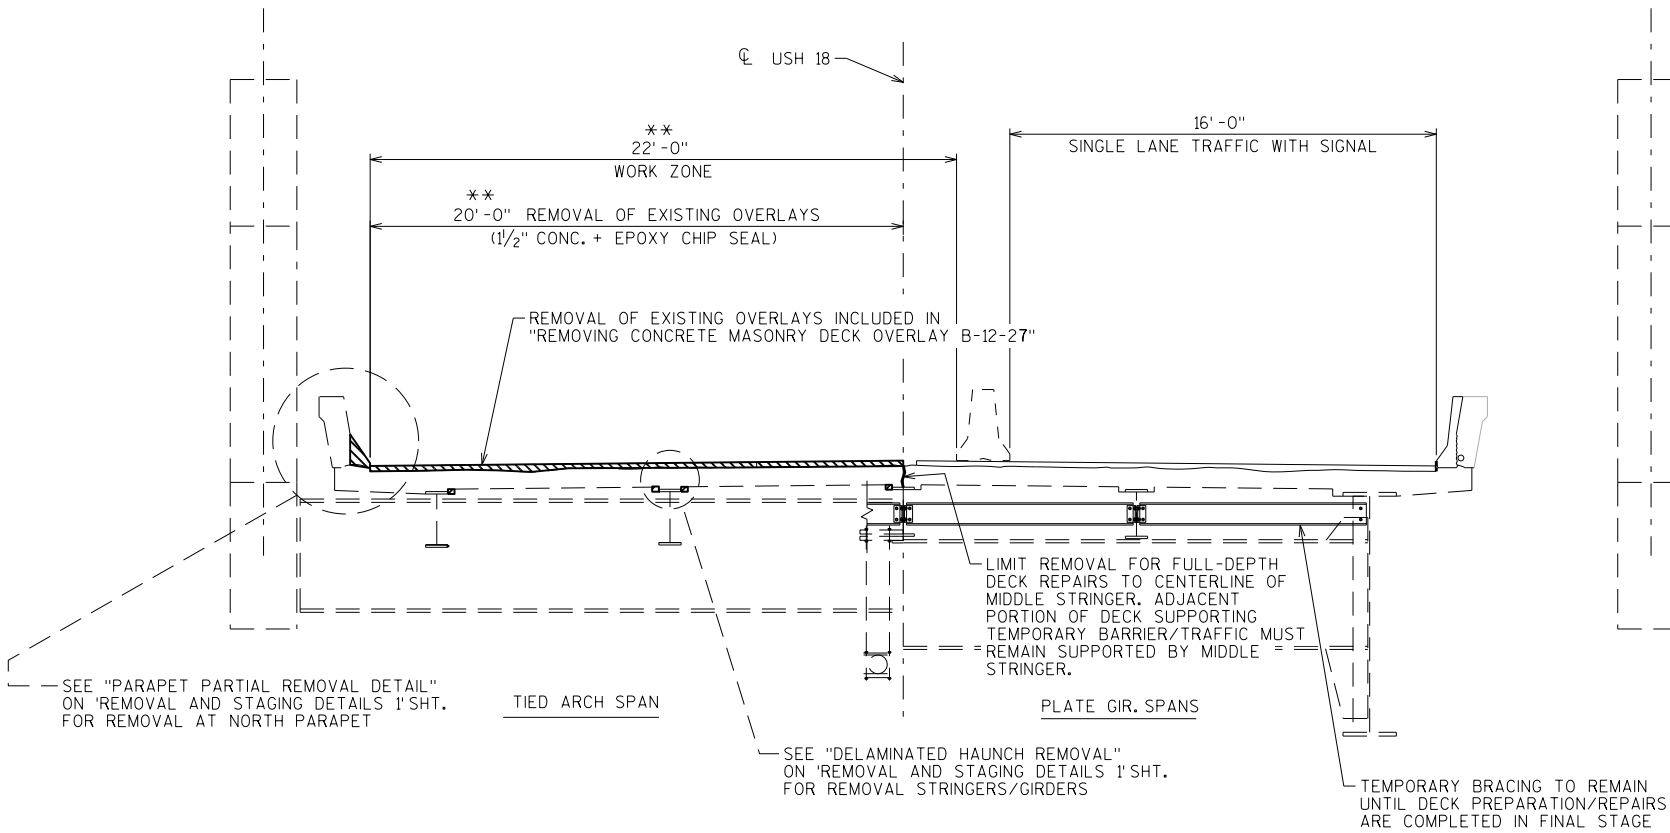 ℄ USH 18
**
22'-0"
WORK ZONE
16'-0"
SINGLE LANE TRAFFIC WITH SIGNAL
**
20'-0" REMOVAL OF EXISTING OVERLAYS
(1 1/2" CONC. + EPOXY CHIP SEAL)
REMOVAL OF EXISTING OVERLAYS INCLUDED IN
"REMOVING CONCRETE MASONRY DECK OVERLAY B-12-27"
LIMIT REMOVAL FOR FULL-DEPTH
DECK REPAIRS TO CENTERLINE OF
MIDDLE STRINGER. ADJACENT
PORTION OF DECK SUPPORTING
TEMPORARY BARRIER/TRAFFIC MUST
REMAIN SUPPORTED BY MIDDLE
STRINGER.
SEE "PARAPET PARTIAL REMOVAL DETAIL"
ON 'REMOVAL AND STAGING DETAILS 1' SHT.
FOR REMOVAL AT NORTH PARAPET
TIED ARCH SPAN
PLATE GIR. SPANS
SEE "DELAMINATED HAUNCH REMOVAL"
ON 'REMOVAL AND STAGING DETAILS 1' SHT.
FOR REMOVAL STRINGERS/GIRDERS
TEMPORARY BRACING TO REMAIN
UNTIL DECK PREPARATION/REPAIRS
ARE COMPLETED IN FINAL STAGE